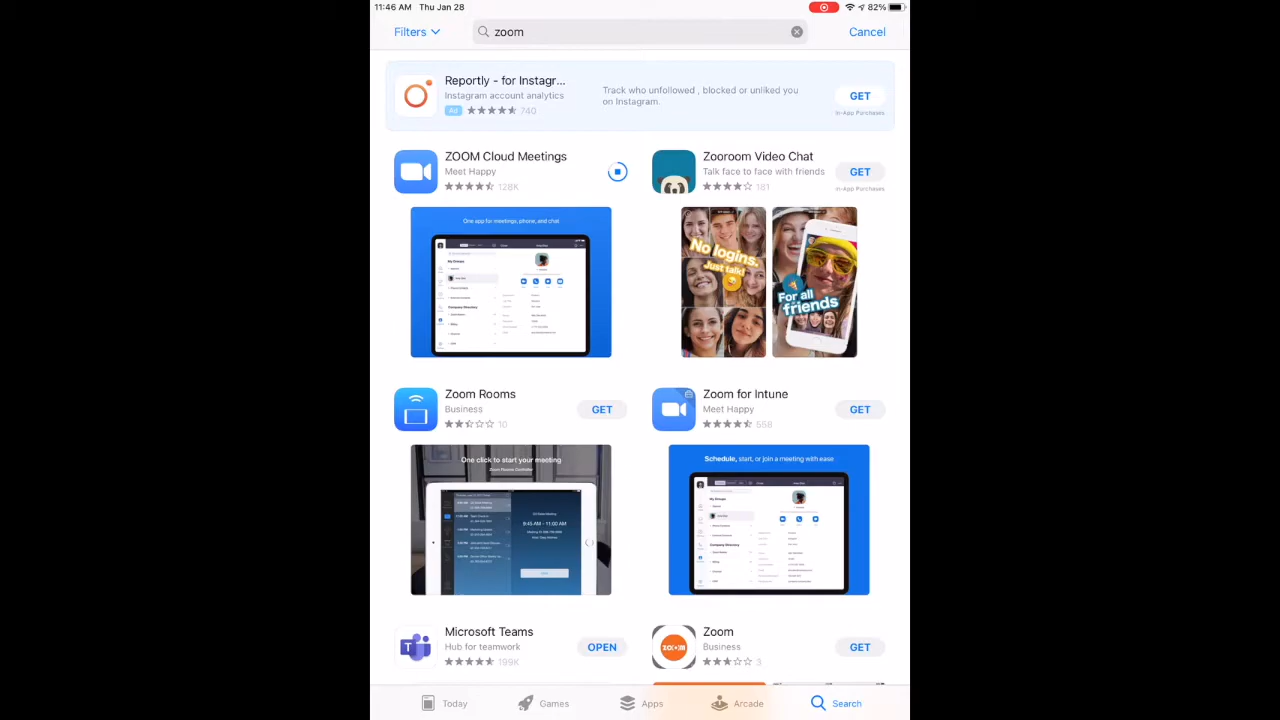 11:46 AM Thu Jan 28
82%
Filters
zoom
Cancel
Reportly - for Instagr...
Instagram account analytics
Ad
740
Track who unfollowed , blocked or unliked you
on Instagram.
GET
In-App Purchases
ZOOM Cloud Meetings
Meet Happy
128K
One app for meetings, phone, and chat
Zooroom Video Chat
Talk face to face with friends
181
GET
In-App Purchases
No logins.
Just talk!
For all
friends
Zoom Rooms
Business
10
GET
One click to start your meeting
Zoom Rooms Controller
9:45 AM - 11:00 AM
Zoom for Intune
Meet Happy
558
GET
Schedule, start, or join a meeting with ease
My Groups
Company Directory
Microsoft Teams
Hub for teamwork
199K
OPEN
Zoom
Business
3
GET
zoom
Today
Games
Apps
Arcade
Search